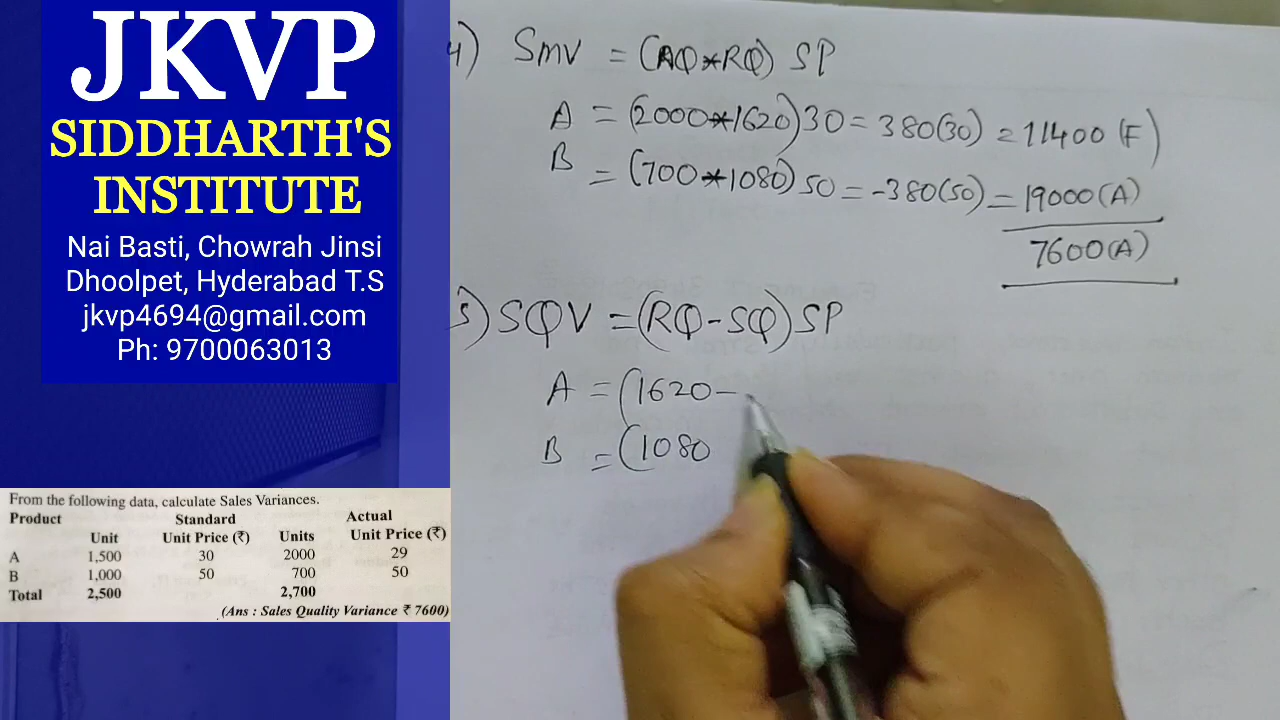 JKVP
SIDDHARTH'S
INSTITUTE
Nai Basti, Chowrah Jinsi
Dhoolpet, Hyderabad T.S
jkvp4694@gmail.com
Ph: 9700063013
From the following data, calculate Sales Variances.
Product Standard Actual
Unit Unit Price (₹) Units Unit Price (₹)
A 1,500 30 2000 29
B 1,000 50 700 50
Total 2,500 2,700
(Ans : Sales Quality Variance ₹ 7600)
4) SMV = (AQ*RQ) SP
A = (2000*1620)30 = 380(30) = 11400 (F)
B = (700*1080) 50 = -380(50) = 19000 (A)
7600(A)
5) SQV = (RQ-SQ) SP
A = (1620-
B = (1080